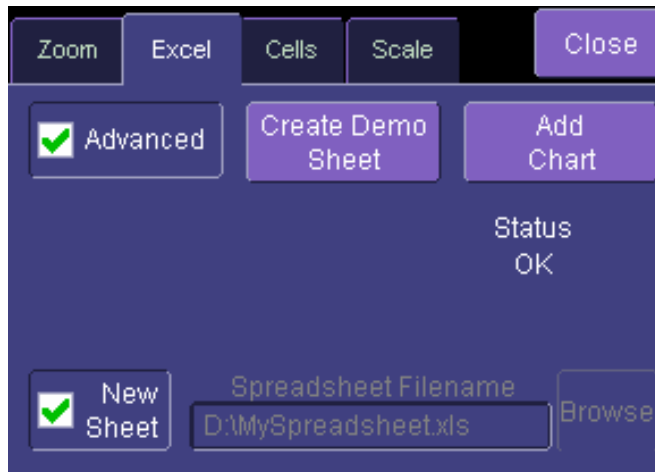 Zoom Excel Cells Scale Close
Advanced
Create Demo
Sheet
Add
Chart
Status
OK
New
Sheet
Spreadsheet Filename
D:\MySpreadsheet.xls
Browse